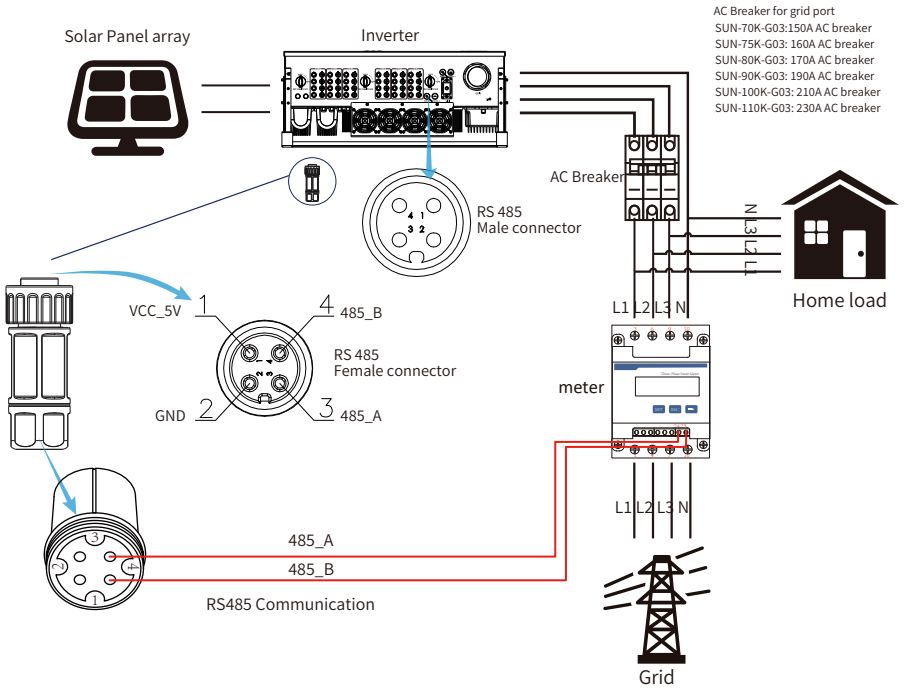 AC Breaker for grid port
SUN-70K-G03:150A AC breaker
SUN-75K-G03: 160A AC breaker
SUN-80K-G03: 170A AC breaker
SUN-90K-G03: 190A AC breaker
SUN-100K-G03: 210A AC breaker
SUN-110K-G03: 230A AC breaker
Solar Panel array
Inverter
AC Breaker
4 1
3 2
RS 485
Male connector
N
L3
L2
L1
Home load
VCC_5V
1
4
485_B
1 4
2 3
RS 485
Female connector
GND
2
3
485_A
L1 L2 L3 N
meter
L1 L2 L3 N
3
2
4
1
485_A
485_B
RS485 Communication
Grid